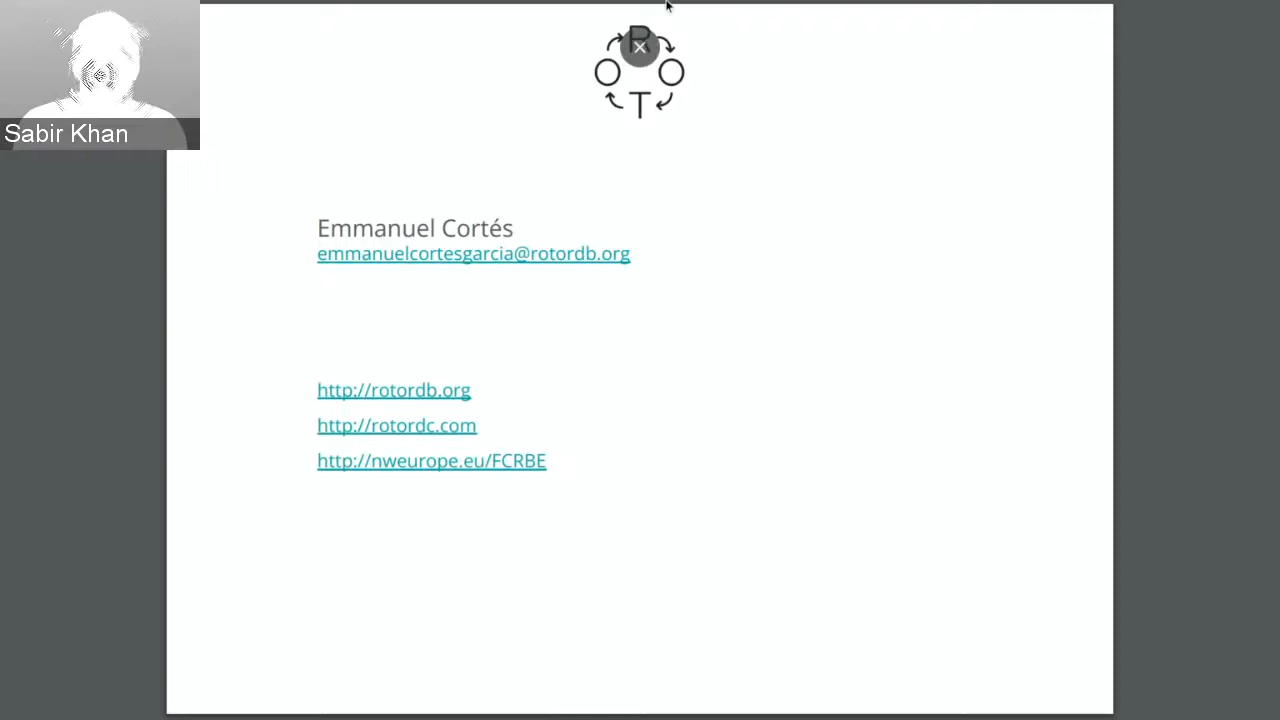 Sabir Khan
R
O O
T
Emmanuel Cortés
emmanuelcortesgarcia@rotordb.org
http://rotordb.org
http://rotordc.com
http://nweurope.eu/FCRBE